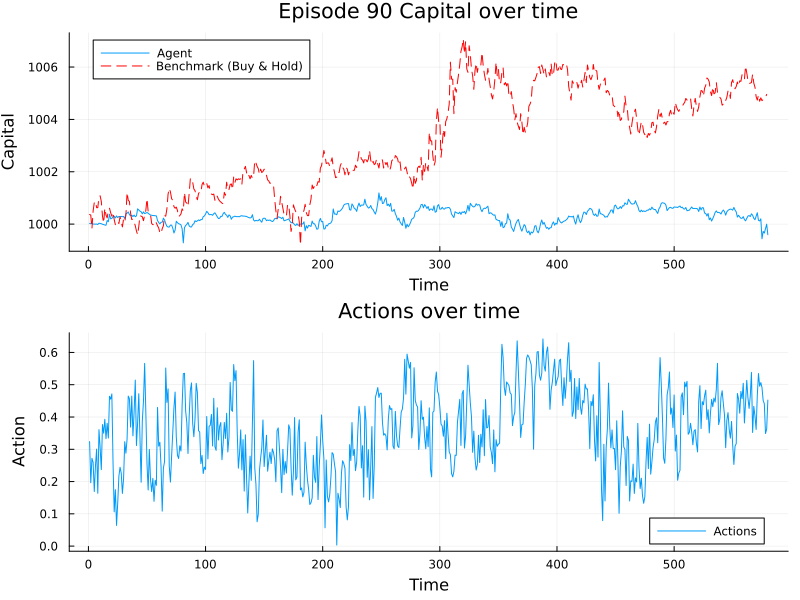 Episode 90 Capital over time
Agent
Benchmark (Buy & Hold)
1006
1004
1002
1000
Capital
0 100 200 300 400 500
Time
Actions over time
0.6
0.5
0.4
0.3
0.2
0.1
0.0
Action
Actions
0 100 200 300 400 500
Time